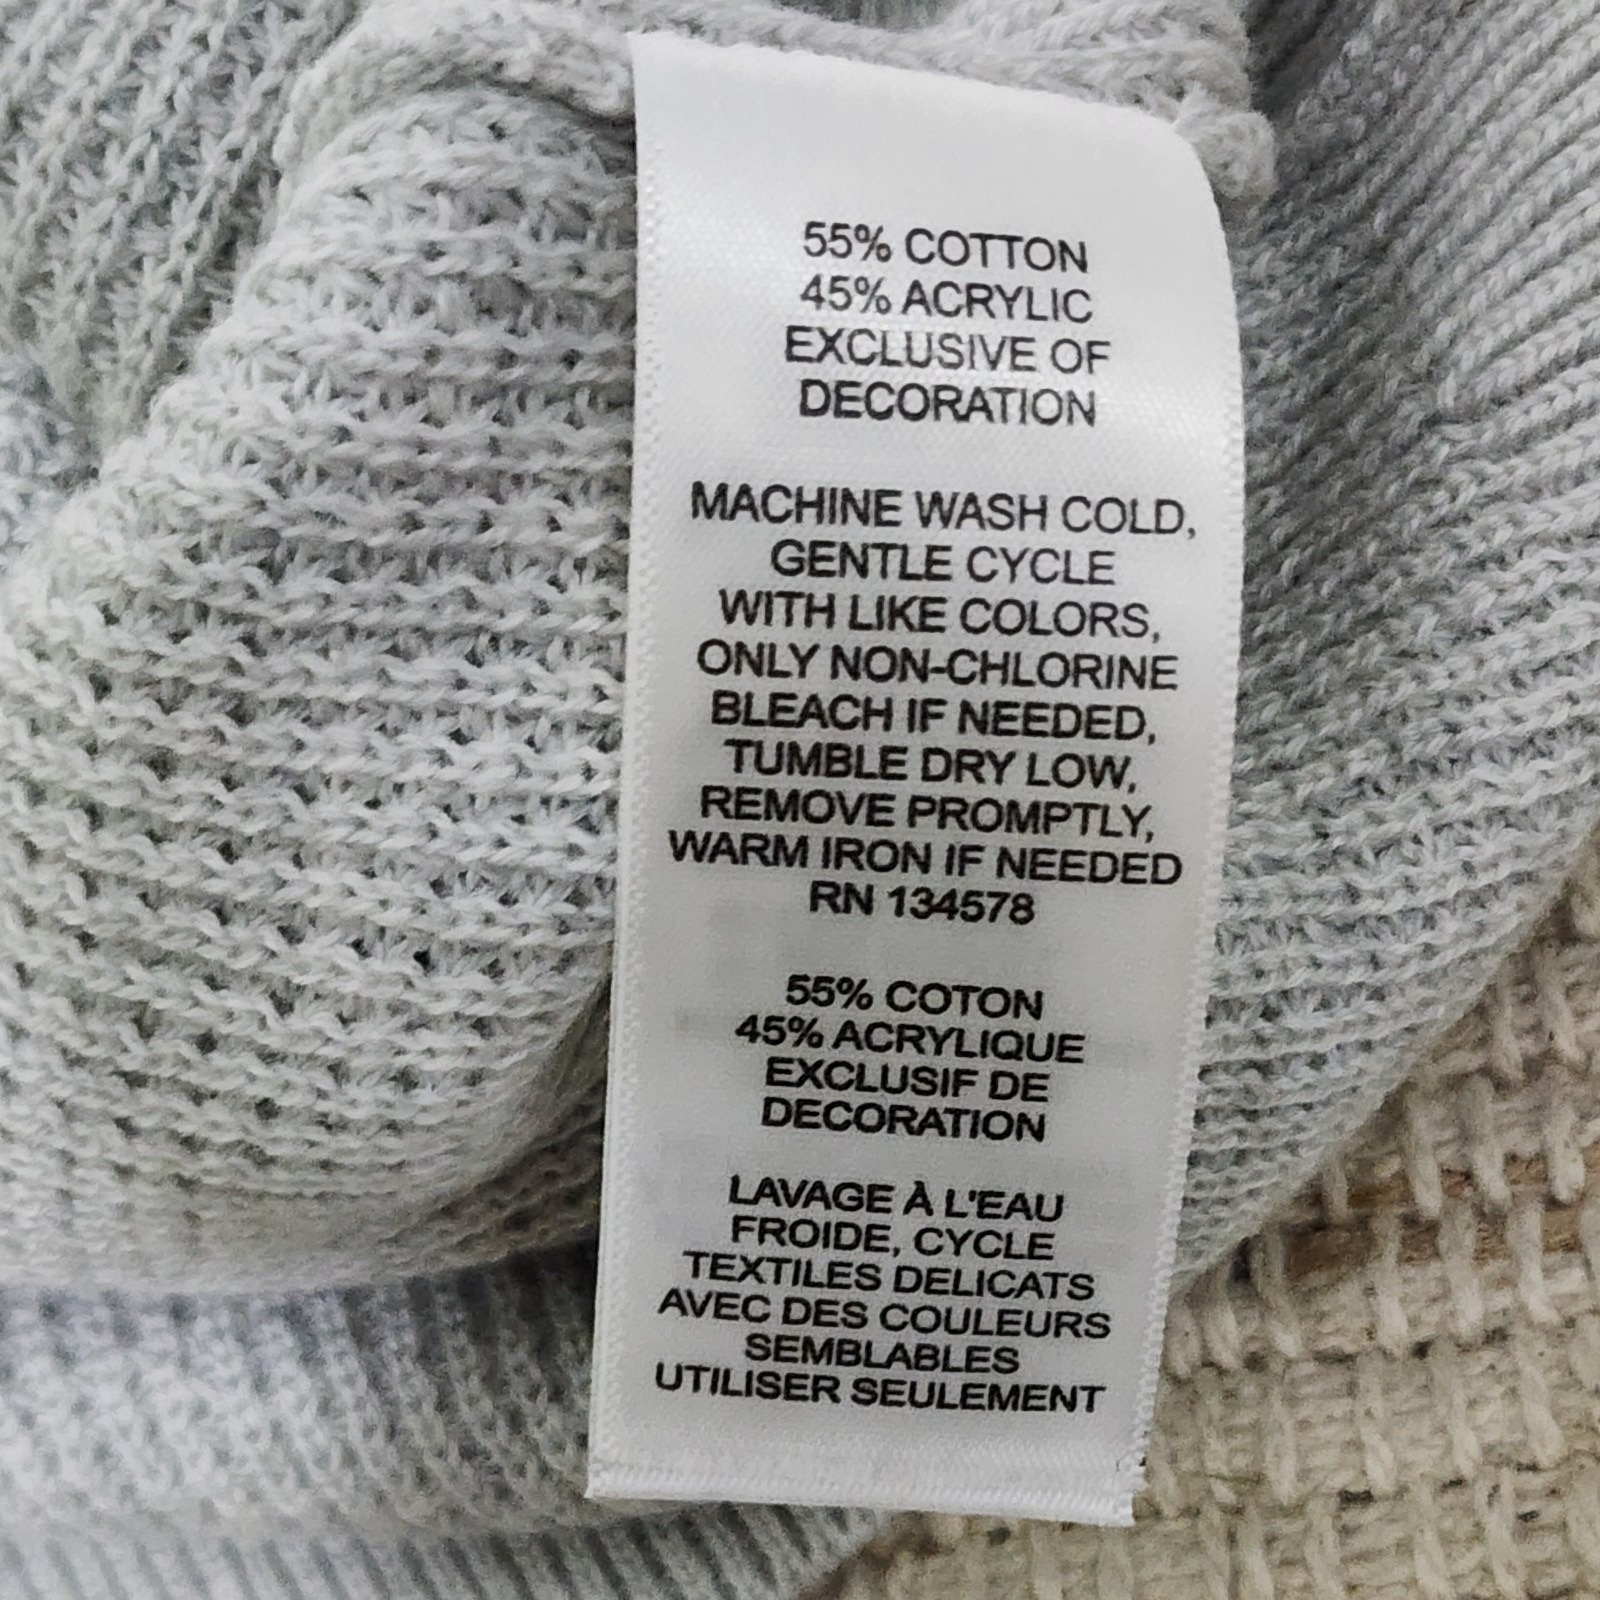 55% COTTON
45% ACRYLIC
EXCLUSIVE OF
DECORATION
MACHINE WASH COLD,
GENTLE CYCLE
WITH LIKE COLORS,
ONLY NON-CHLORINE
BLEACH IF NEEDED,
TUMBLE DRY LOW,
REMOVE PROMPTLY,
WARM IRON IF NEEDED
RN 134578
55% COTON
45% ACRYLIQUE
EXCLUSIF DE
DECORATION
LAVAGE À L'EAU
FROIDE, CYCLE
TEXTILES DELICATS
AVEC DES COULEURS
SEMBLABLES
UTILISER SEULEMENT